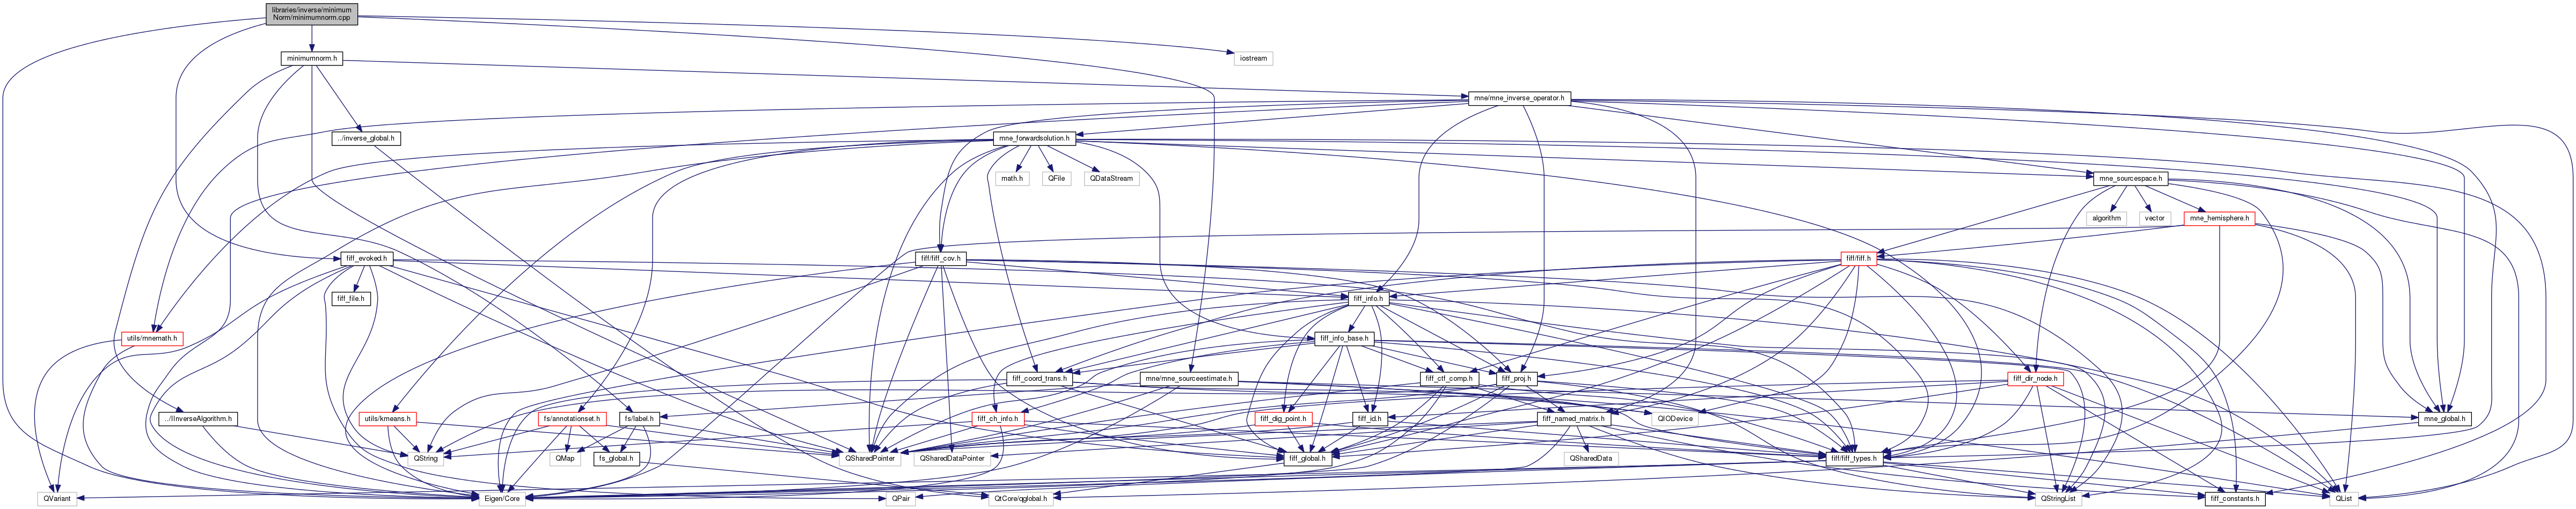 libraries/inverse/minimum
Norm/minimumnorm.cpp
minimumnorm.h
iostream
mne/mne_inverse_operator.h
../inverse_global.h
mne_forwardsolution.h
math.h
QFile
QDataStream
mne_sourcespace.h
algorithm
vector
mne_hemisphere.h
fiff_evoked.h
fiff/fiff_cov.h
fiff/fiff.h
fiff_file.h
fiff_info.h
utils/mnemath.h
fiff_info_base.h
fiff_coord_trans.h
mne/mne_sourceestimate.h
fiff_ctf_comp.h
fiff_proj.h
fiff_dir_node.h
../IInverseAlgorithm.h
utils/kmeans.h
fs/annotationset.h
fs/label.h
fiff_ch_info.h
fiff_dig_point.h
fiff_id.h
fiff_named_matrix.h
QIODevice
mne_global.h
QString
QMap
fs_global.h
QSharedPointer
QSharedDataPointer
fiff_global.h
QSharedData
fiff/fiff_types.h
QVariant
Eigen/Core
QPair
QtCore/qglobal.h
QStringList
fiff_constants.h
QList